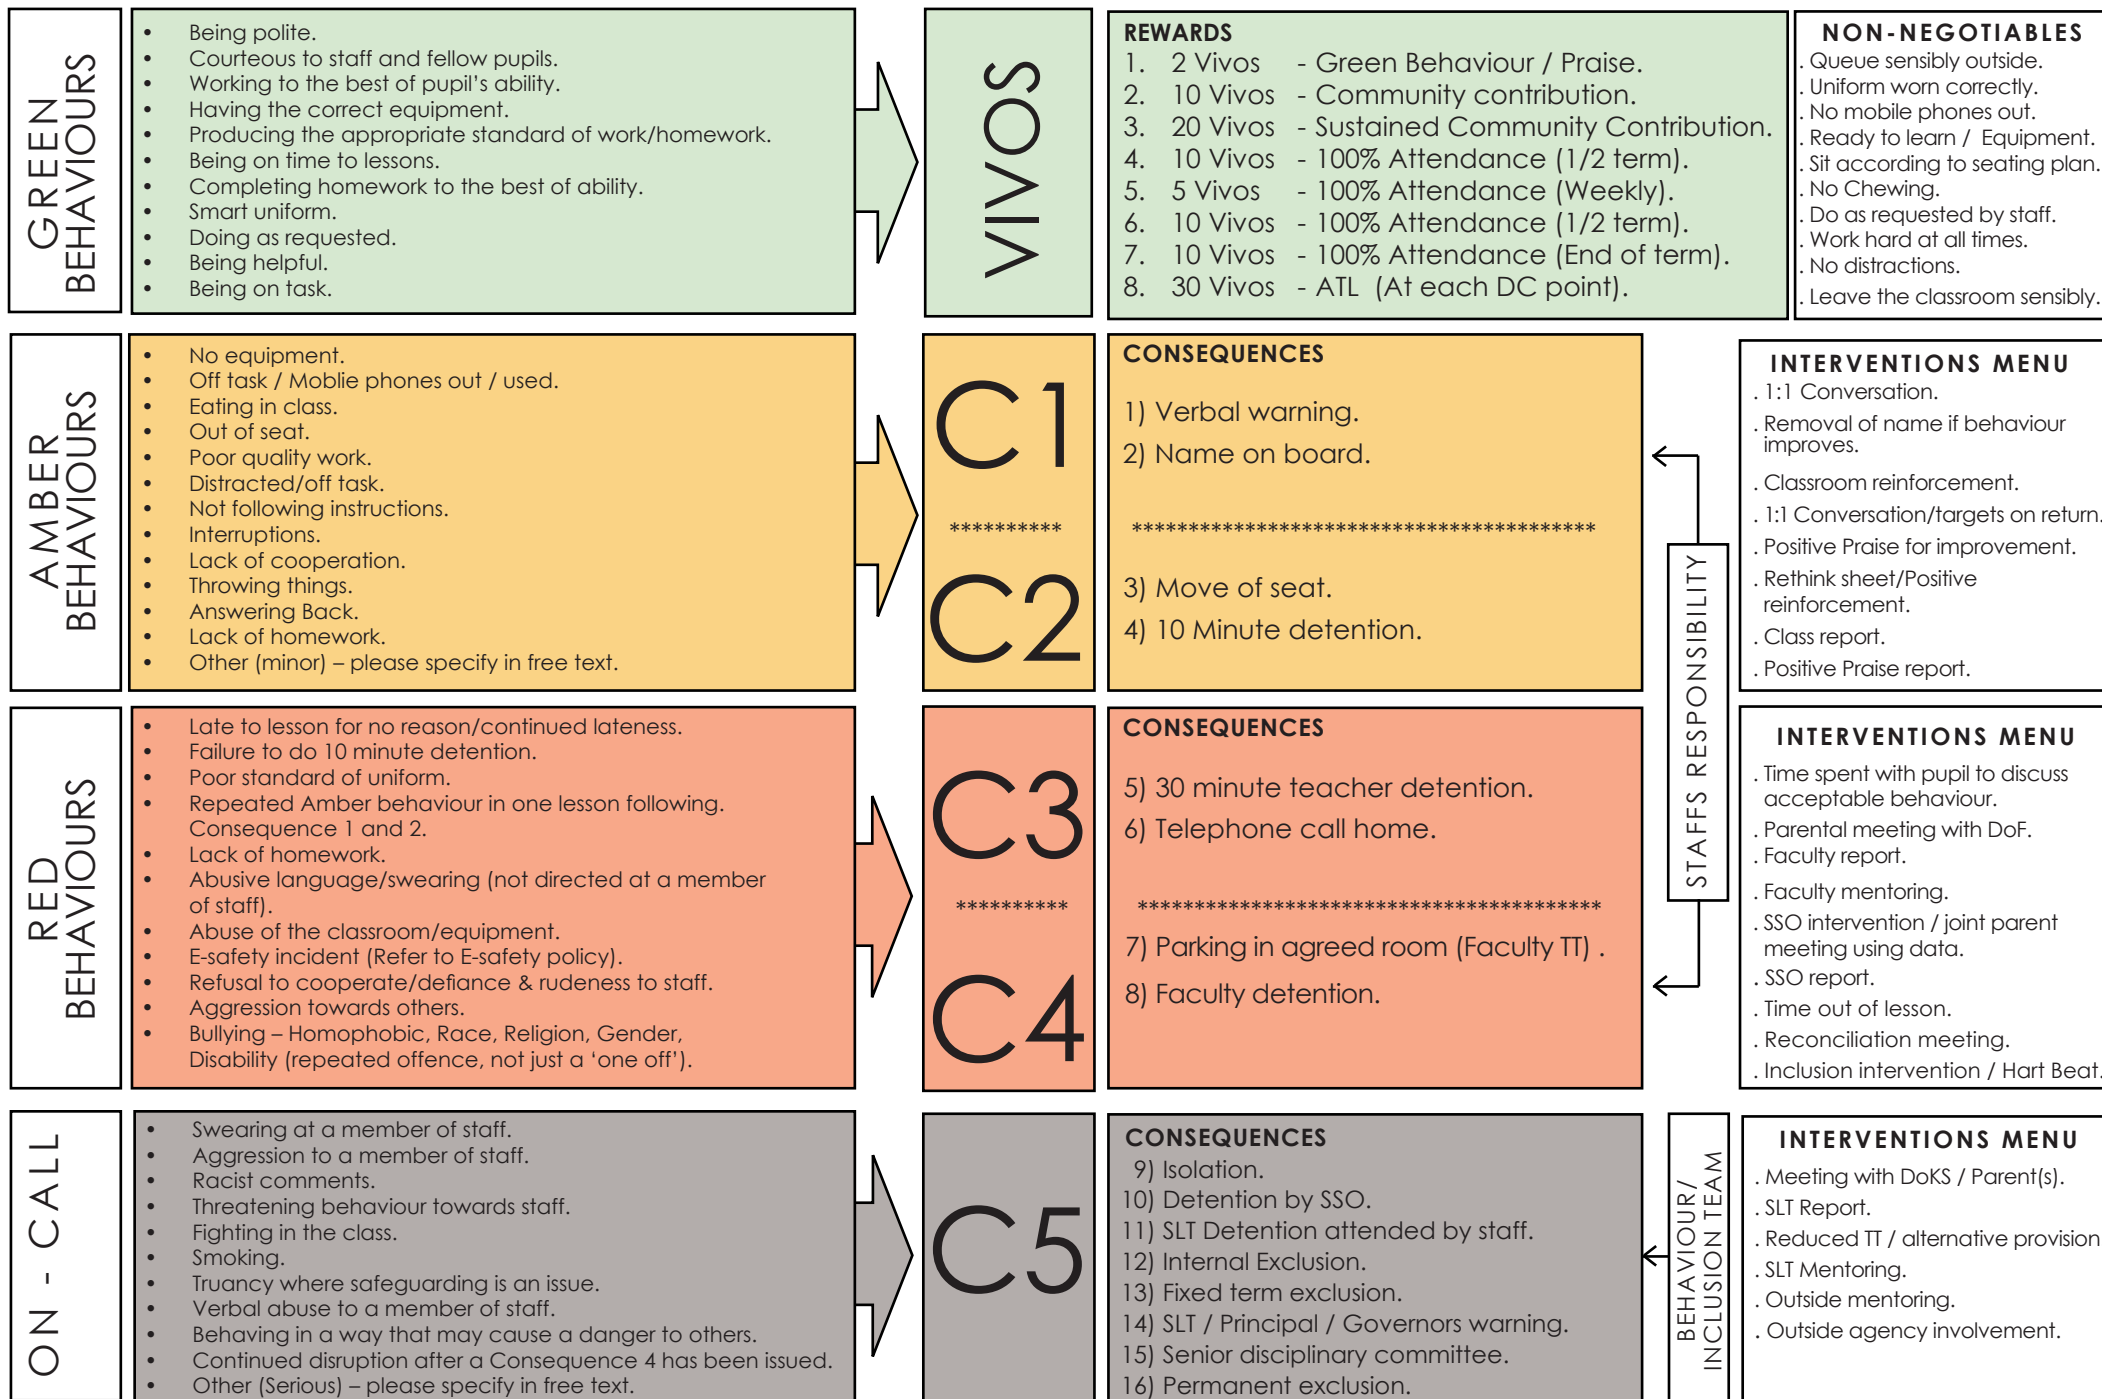 GREEN
BEHAVIOURS
• Being polite.
• Courteous to staff and fellow pupils.
• Working to the best of pupil's ability.
• Having the correct equipment.
• Producing the appropriate standard of work/homework.
• Being on time to lessons.
• Completing homework to the best of ability.
• Smart uniform.
• Doing as requested.
• Being helpful.
• Being on task.
VIVOS
REWARDS
1. 2 Vivos - Green Behaviour / Praise.
2. 10 Vivos - Community contribution.
3. 20 Vivos - Sustained Community Contribution.
4. 10 Vivos - 100% Attendance (1/2 term).
5. 5 Vivos - 100% Attendance (Weekly).
6. 10 Vivos - 100% Attendance (1/2 term).
7. 10 Vivos - 100% Attendance (End of term).
8. 30 Vivos - ATL (At each DC point).
NON-NEGOTIABLES
. Queue sensibly outside.
. Uniform worn correctly.
. No mobile phones out.
. Ready to learn / Equipment.
. Sit according to seating plan.
. No Chewing.
. Do as requested by staff.
. Work hard at all times.
. No distractions.
. Leave the classroom sensibly.
AMBER
BEHAVIOURS
• No equipment.
• Off task / Moblie phones out / used.
• Eating in class.
• Out of seat.
• Poor quality work.
• Distracted/off task.
• Not following instructions.
• Interruptions.
• Lack of cooperation.
• Throwing things.
• Answering Back.
• Lack of homework.
• Other (minor) – please specify in free text.
C1
**********
C2
CONSEQUENCES
1) Verbal warning.
2) Name on board.
*****************************************
3) Move of seat.
4) 10 Minute detention.
STAFFS RESPONSIBILITY
INTERVENTIONS MENU
. 1:1 Conversation.
. Removal of name if behaviour
improves.
. Classroom reinforcement.
. 1:1 Conversation/targets on return.
. Positive Praise for improvement.
. Rethink sheet/Positive
reinforcement.
. Class report.
. Positive Praise report.
RED
BEHAVIOURS
• Late to lesson for no reason/continued lateness.
• Failure to do 10 minute detention.
• Poor standard of uniform.
• Repeated Amber behaviour in one lesson following.
Consequence 1 and 2.
• Lack of homework.
• Abusive language/swearing (not directed at a member
of staff).
• Abuse of the classroom/equipment.
• E-safety incident (Refer to E-safety policy).
• Refusal to cooperate/defiance & rudeness to staff.
• Aggression towards others.
• Bullying – Homophobic, Race, Religion, Gender,
Disability (repeated offence, not just a 'one off').
C3
**********
C4
CONSEQUENCES
5) 30 minute teacher detention.
6) Telephone call home.
*****************************************
7) Parking in agreed room (Faculty TT) .
8) Faculty detention.
INTERVENTIONS MENU
. Time spent with pupil to discuss
acceptable behaviour.
. Parental meeting with DoF.
. Faculty report.
. Faculty mentoring.
. SSO intervention / joint parent
meeting using data.
. SSO report.
. Time out of lesson.
. Reconciliation meeting.
. Inclusion intervention / Hart Beat.
ON - CALL
• Swearing at a member of staff.
• Aggression to a member of staff.
• Racist comments.
• Threatening behaviour towards staff.
• Fighting in the class.
• Smoking.
• Truancy where safeguarding is an issue.
• Verbal abuse to a member of staff.
• Behaving in a way that may cause a danger to others.
• Continued disruption after a Consequence 4 has been issued.
• Other (Serious) – please specify in free text.
C5
CONSEQUENCES
9) Isolation.
10) Detention by SSO.
11) SLT Detention attended by staff.
12) Internal Exclusion.
13) Fixed term exclusion.
14) SLT / Principal / Governors warning.
15) Senior disciplinary committee.
16) Permanent exclusion.
BEHAVIOUR/
INCLUSION TEAM
INTERVENTIONS MENU
. Meeting with DoKS / Parent(s).
. SLT Report.
. Reduced TT / alternative provision
. SLT Mentoring.
. Outside mentoring.
. Outside agency involvement.